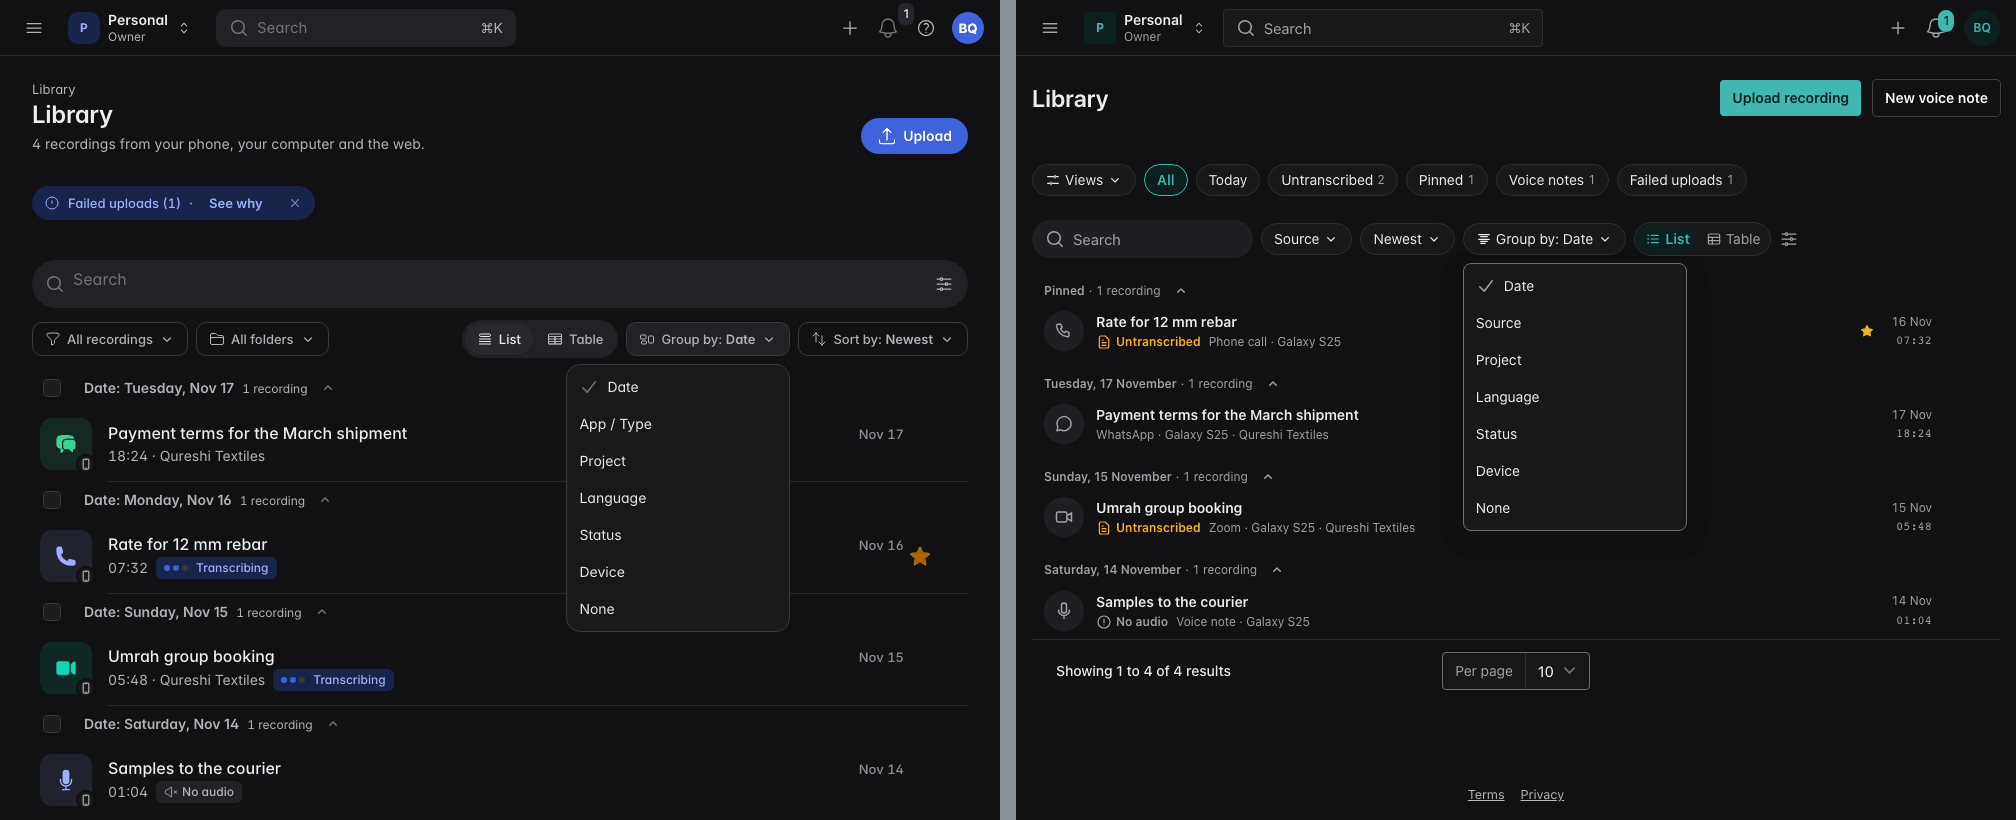 P
Personal
Owner
Search
⌘K
1
BQ
Library
Library
4 recordings from your phone, your computer and the web.
Upload
Failed uploads (1) · See why
Search
All recordings
All folders
List
Table
Group by: Date
Sort by: Newest
Date
App / Type
Project
Language
Status
Device
None
Date: Tuesday, Nov 17 1 recording
Payment terms for the March shipment
18:24 · Qureshi Textiles
Nov 17
Date: Monday, Nov 16 1 recording
Rate for 12 mm rebar
07:32 Transcribing
Nov 16
Date: Sunday, Nov 15 1 recording
Umrah group booking
05:48 · Qureshi Textiles Transcribing
Nov 15
Date: Saturday, Nov 14 1 recording
Samples to the courier
01:04 No audio
Nov 14
P
Personal
Owner
Search
⌘K
1
BQ
Library
Upload recording
New voice note
Views
All
Today
Untranscribed 2
Pinned 1
Voice notes 1
Failed uploads 1
Search
Source
Newest
Group by: Date
List
Table
Date
Source
Project
Language
Status
Device
None
Pinned · 1 recording
Rate for 12 mm rebar
Untranscribed Phone call · Galaxy S25
16 Nov
07:32
Tuesday, 17 November · 1 recording
Payment terms for the March shipment
WhatsApp · Galaxy S25 · Qureshi Textiles
17 Nov
18:24
Sunday, 15 November · 1 recording
Umrah group booking
Untranscribed Zoom · Galaxy S25 · Qureshi Textiles
15 Nov
05:48
Saturday, 14 November · 1 recording
Samples to the courier
No audio Voice note · Galaxy S25
14 Nov
01:04
Showing 1 to 4 of 4 results
Per page 10
Terms Privacy